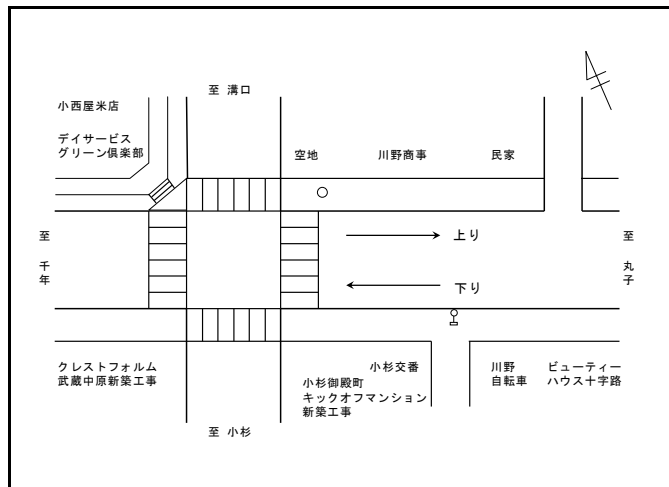 至 溝口
小西屋米店
デイサービス
グリーン倶楽部
空地
川野商事
民家
至 千年
上り
下り
至 丸子
クレストフォルム
武蔵中原新築工事
小杉交番
小杉御殿町
キックオフマンション
新築工事
川野
自転車
ビューティー
ハウス十字路
至 小杉